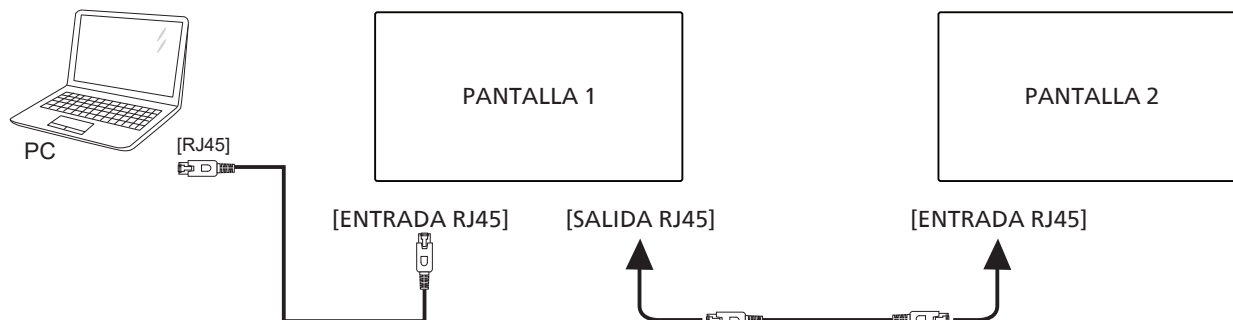 PANTALLA 1
PANTALLA 2
PC
[RJ45]
[ENTRADA RJ45]
[SALIDA RJ45]
[ENTRADA RJ45]